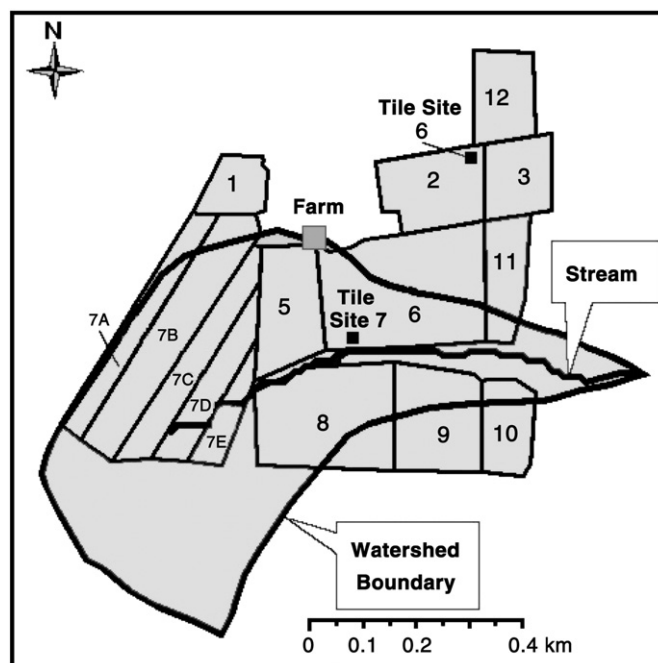 N
12
Tile Site
6
2
3
1
Farm
11
Stream
5
Tile
Site 7
6
7A
7B
7C
7D
7E
8
9
10
Watershed
Boundary
0 0.1 0.2 0.4 km